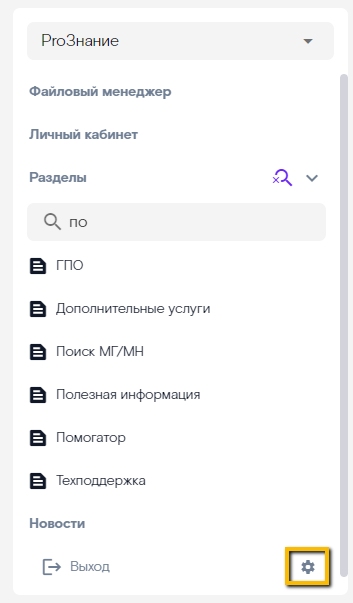 ProЗнание
Файловый менеджер
Личный кабинет
Разделы
по
ГПО
Дополнительные услуги
Поиск МГ/МН
Полезная информация
Помогатор
Техподдержка
Новости
Выход